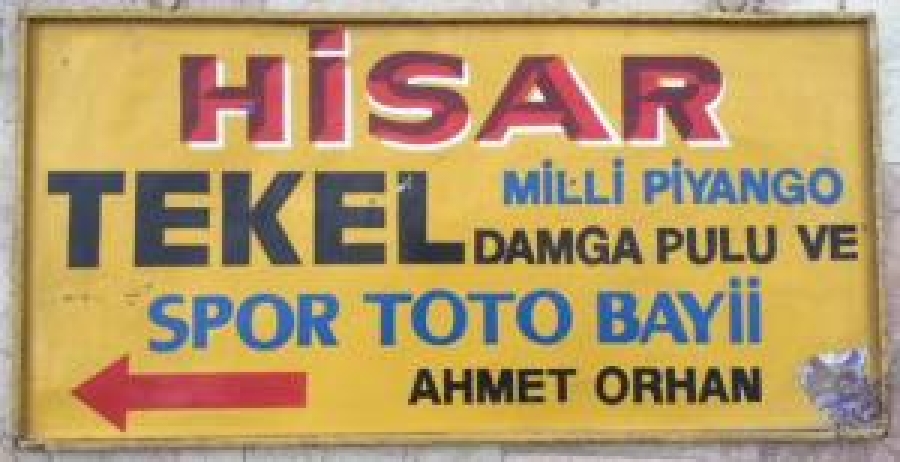 HİSAR
TEKEL MİLLİ PİYANGO
DAMGA PULU VE
SPOR TOTO BAYİİ
AHMET ORHAN